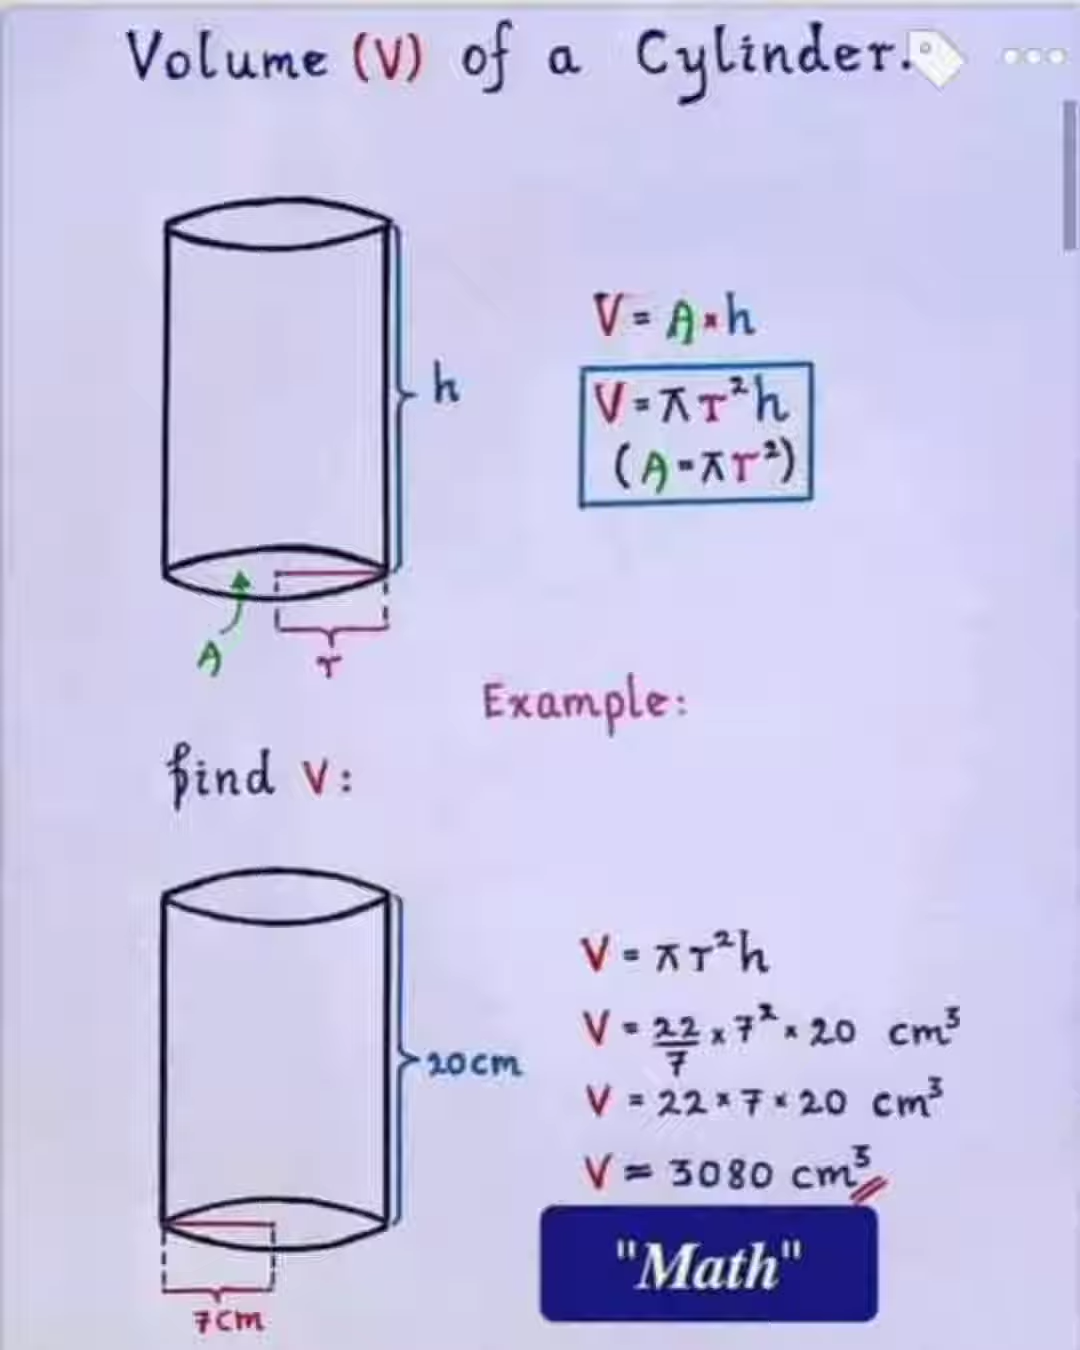 Volume (V) of a Cylinder.
h
V = A × h
V = πr²h
(A = πr²)
A
r
Example:
find V:
20cm
V = πr²h
V = 22/7 × 7² × 20 cm³
V = 22 × 7 × 20 cm³
V = 3080 cm³
7cm
"Math"